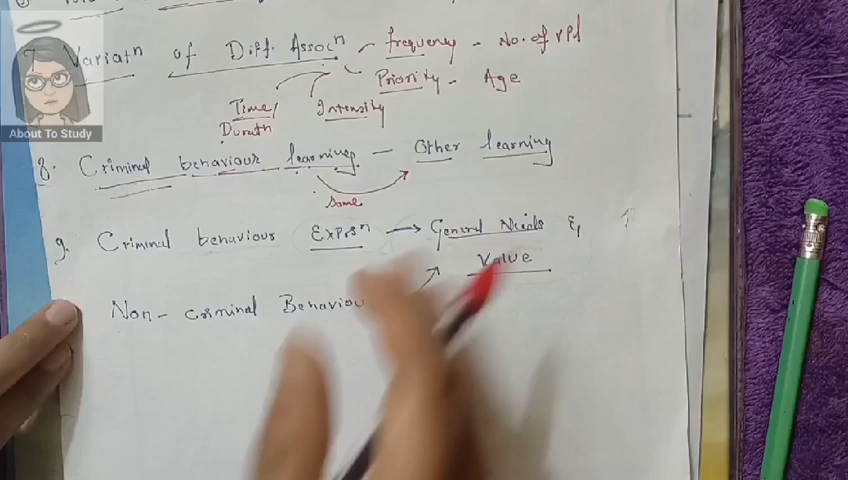 7. Variatn of Diff. Assocn - frequency - No. of
Priority - Age
Time/ Intensity
Duratn
About To Study
8. Criminal behaviour learning - Other learning
Same
9. Criminal behaviour Exprsn → General Needs &
Value
Non-criminal Behaviou